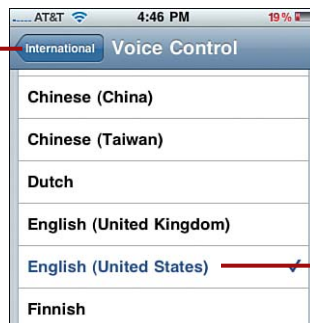 AT&T 4:46 PM 19%
International Voice Control
Chinese (China)
Chinese (Taiwan)
Dutch
English (United Kingdom)
English (United States)
Finnish